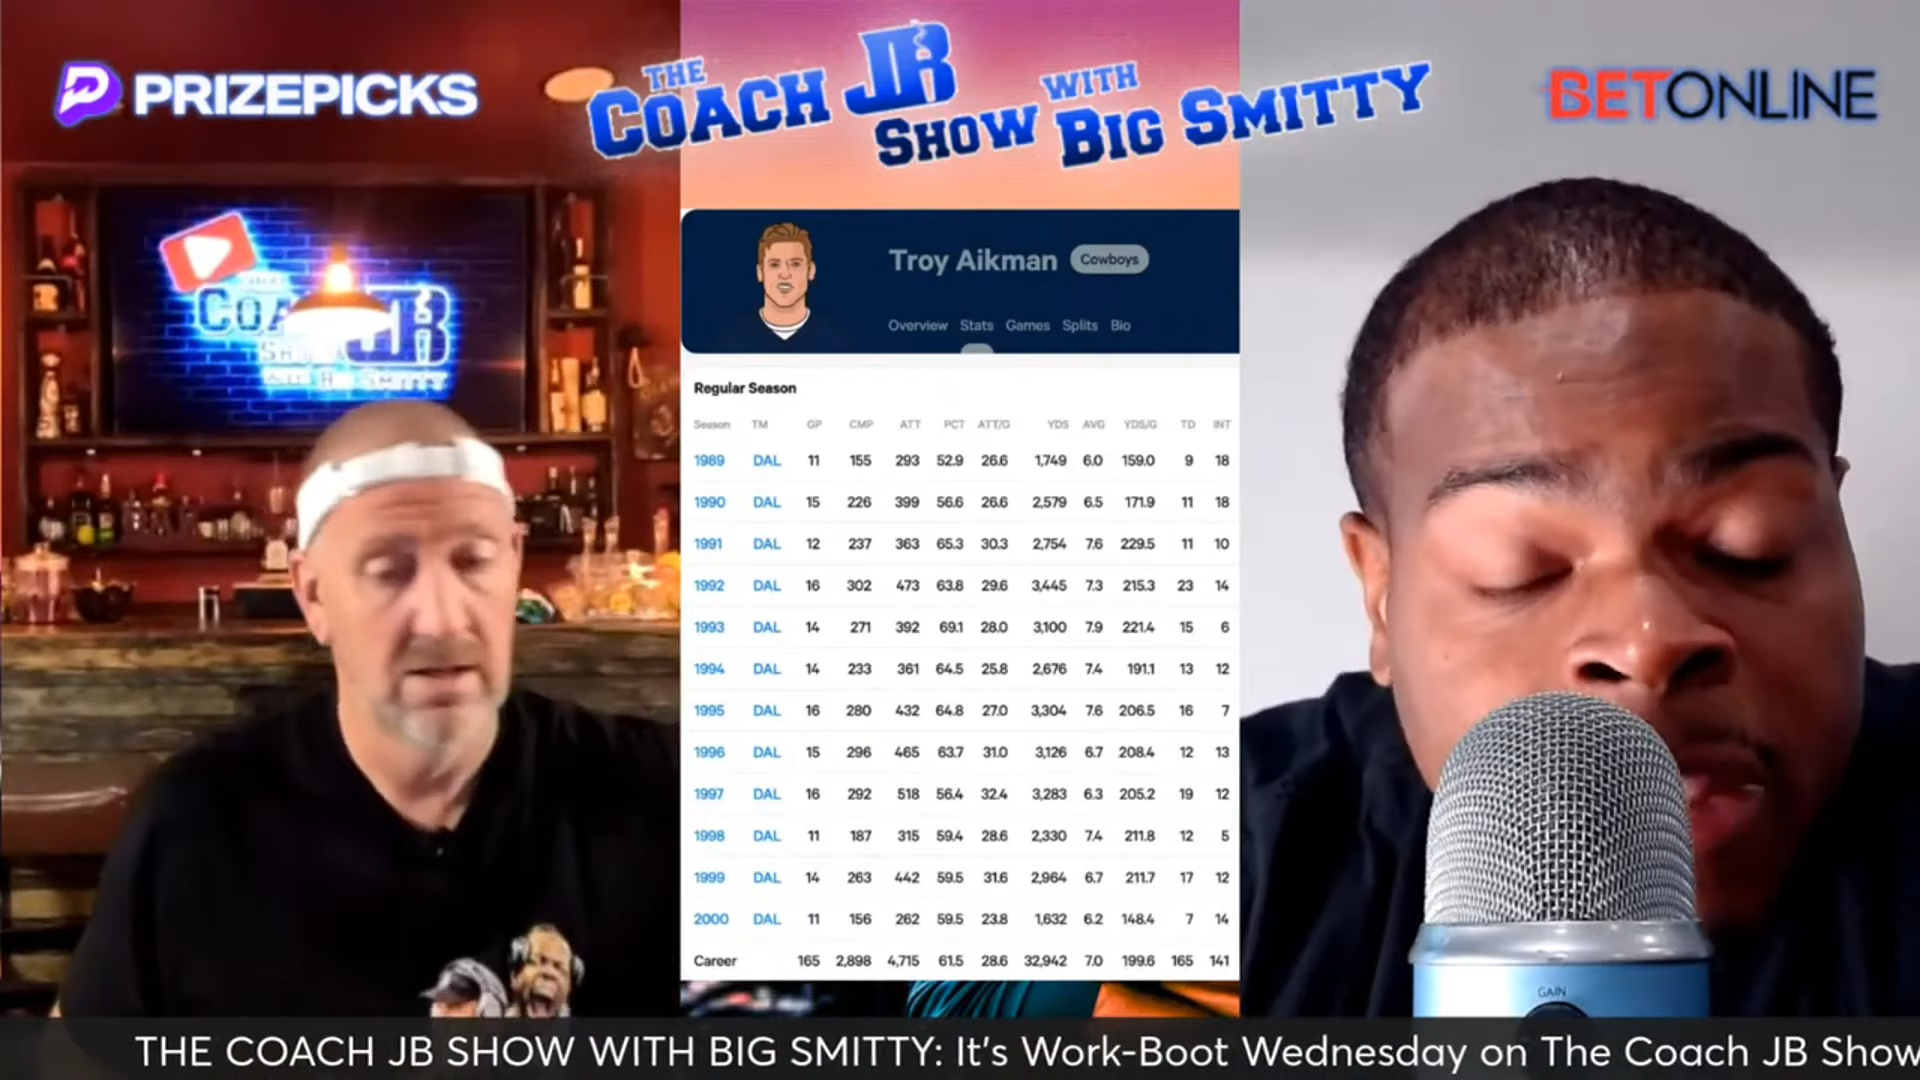 PRIZEPICKS
THE COACH JB SHOW WITH BIG SMITTY
BETONLINE
COACH JB
SHOW
WITH BIG SMITTY
Troy Aikman Cowboys
Overview Stats Games Splits Bio
Regular Season
Season TM GP CMP ATT PCT ATT/G YDS AVG YDS/G TD INT
1989 DAL 11 155 293 52.9 26.6 1,749 6.0 159.0 9 18
1990 DAL 15 226 399 56.6 26.6 2,579 6.5 171.9 11 18
1991 DAL 12 237 363 65.3 30.3 2,754 7.6 229.5 11 10
1992 DAL 16 302 473 63.8 29.6 3,445 7.3 215.3 23 14
1993 DAL 14 271 392 69.1 28.0 3,100 7.9 221.4 15 6
1994 DAL 14 233 361 64.5 25.8 2,676 7.4 191.1 13 12
1995 DAL 16 280 432 64.8 27.0 3,304 7.6 206.5 16 7
1996 DAL 15 296 465 63.7 31.0 3,126 6.7 208.4 12 13
1997 DAL 16 292 518 56.4 32.4 3,283 6.3 205.2 19 12
1998 DAL 11 187 315 59.4 28.6 2,330 7.4 211.8 12 5
1999 DAL 14 263 442 59.5 31.6 2,964 6.7 211.7 17 12
2000 DAL 11 156 262 59.5 23.8 1,632 6.2 148.4 7 14
Career 165 2,898 4,715 61.5 28.6 32,942 7.0 199.6 165 141
GAIN
THE COACH JB SHOW WITH BIG SMITTY: It's Work-Boot Wednesday on The Coach JB Show